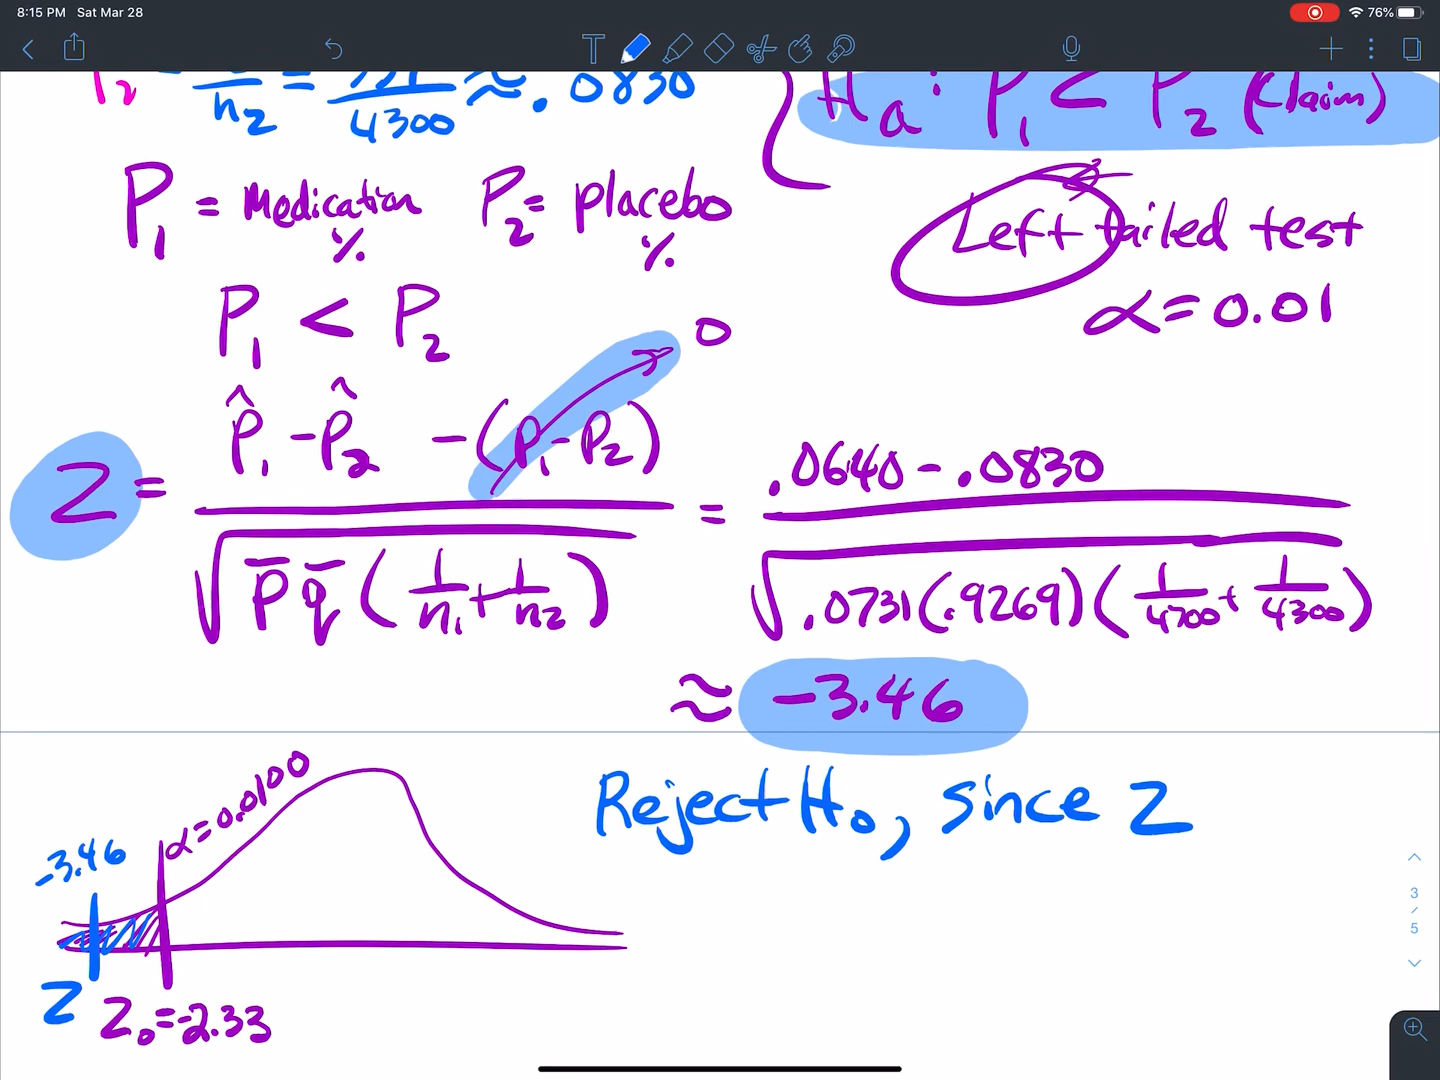 8:15 PM Sat Mar 28 76%
n₂ = 4300 ≈ .0830
Hₐ: P₁ < P₂ (Claim)
P₁ = Medication % P₂ = placebo %
Left tailed test
α = 0.01
P₁ < P₂
Z = (p̂₁ - p̂₂ - (P₁ - P₂)) / √(p̄ q̄ (1/n₁ + 1/n₂)) = (.0640 - .0830) / √(.0731(.9269)(1/4700 + 1/4300))
0
≈ -3.46
α = 0.0100
-3.46
Reject H₀, since Z
Z Z₀ = -2.33
3 / 5